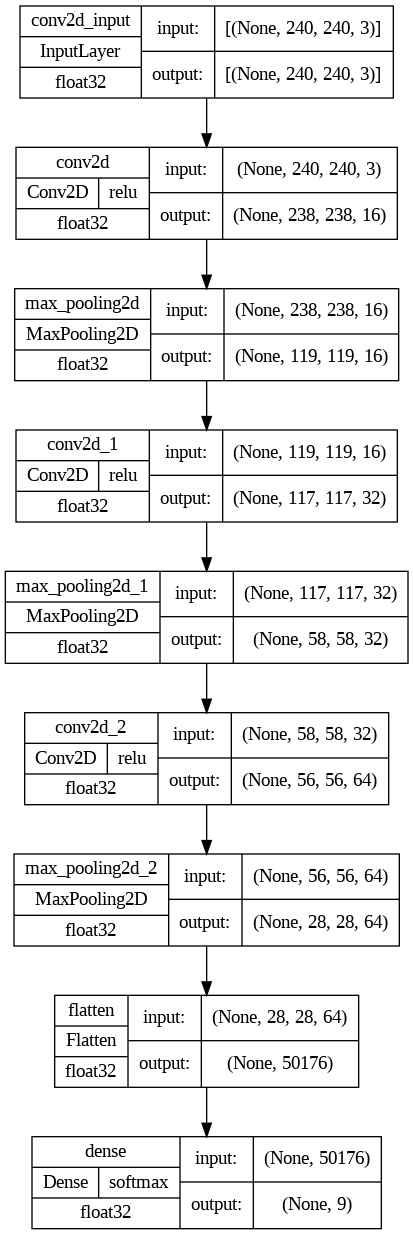 conv2d_input input: [(None, 240, 240, 3)]
InputLayer
float32 output: [(None, 240, 240, 3)]
conv2d input: (None, 240, 240, 3)
Conv2D relu
float32 output: (None, 238, 238, 16)
max_pooling2d input: (None, 238, 238, 16)
MaxPooling2D
float32 output: (None, 119, 119, 16)
conv2d_1 input: (None, 119, 119, 16)
Conv2D relu
float32 output: (None, 117, 117, 32)
max_pooling2d_1 input: (None, 117, 117, 32)
MaxPooling2D
float32 output: (None, 58, 58, 32)
conv2d_2 input: (None, 58, 58, 32)
Conv2D relu
float32 output: (None, 56, 56, 64)
max_pooling2d_2 input: (None, 56, 56, 64)
MaxPooling2D
float32 output: (None, 28, 28, 64)
flatten input: (None, 28, 28, 64)
Flatten
float32 output: (None, 50176)
dense input: (None, 50176)
Dense softmax
float32 output: (None, 9)